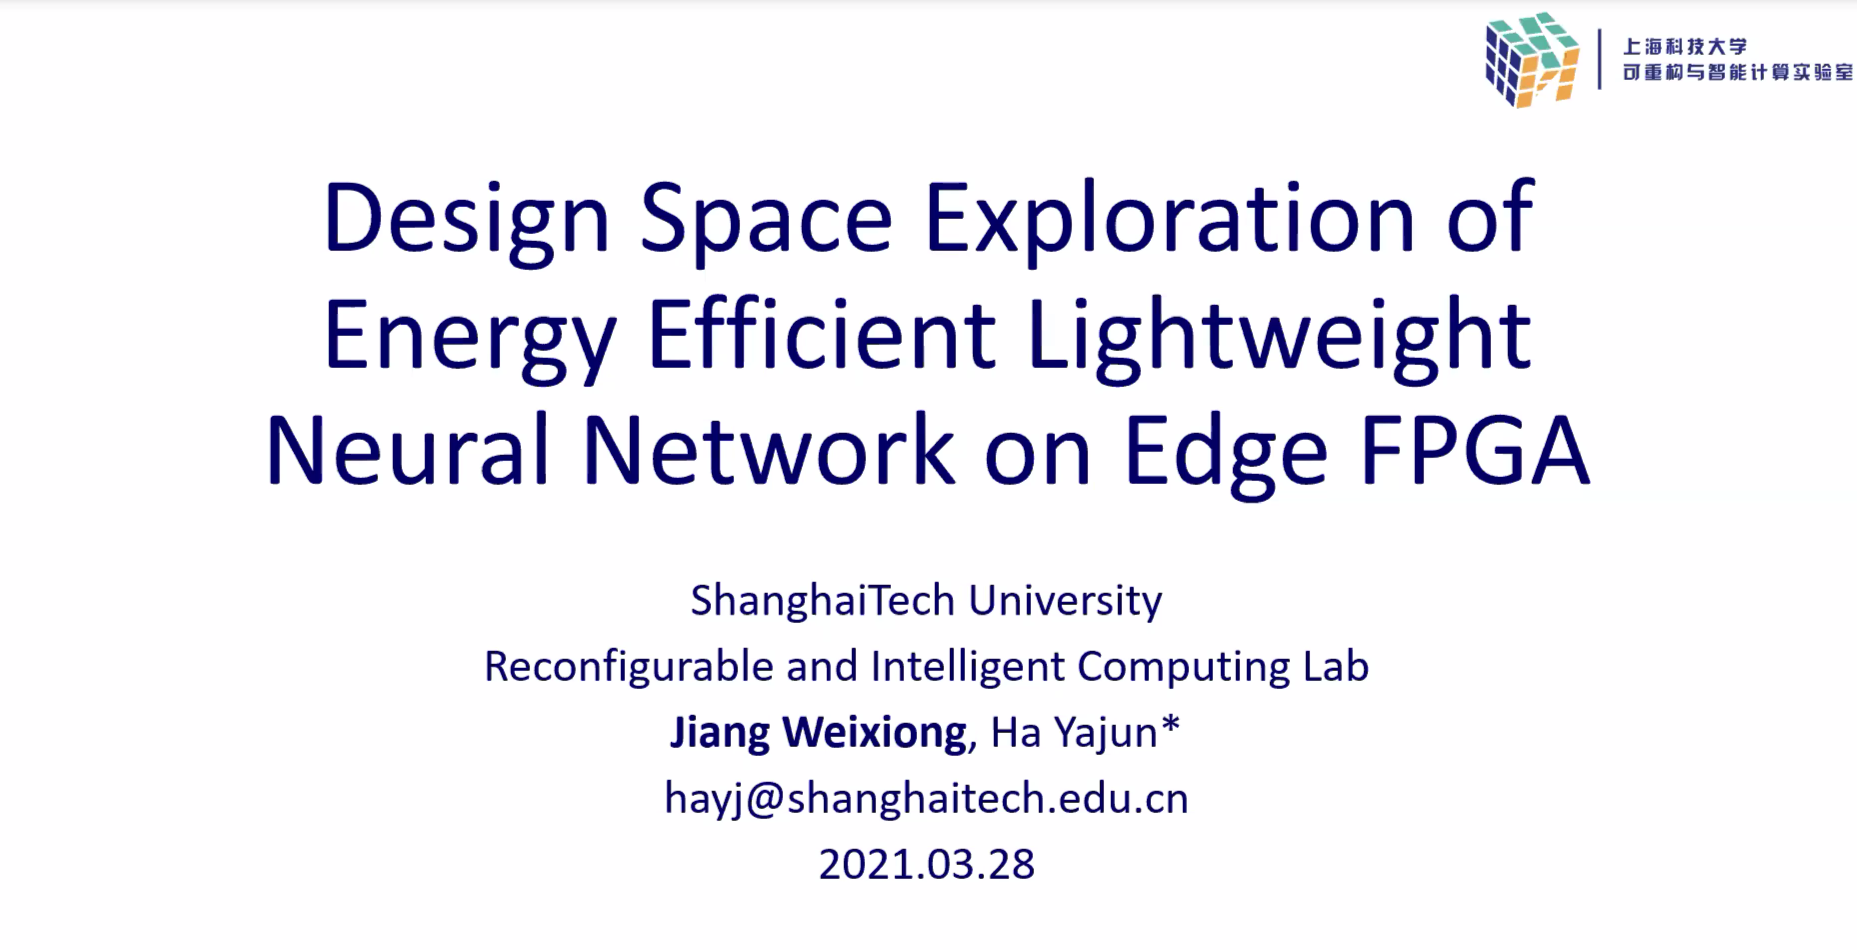 上海科技大学
可重构与智能计算实验室
Design Space Exploration of
Energy Efficient Lightweight
Neural Network on Edge FPGA
ShanghaiTech University
Reconfigurable and Intelligent Computing Lab
Jiang Weixiong, Ha Yajun*
hayj@shanghaitech.edu.cn
2021.03.28